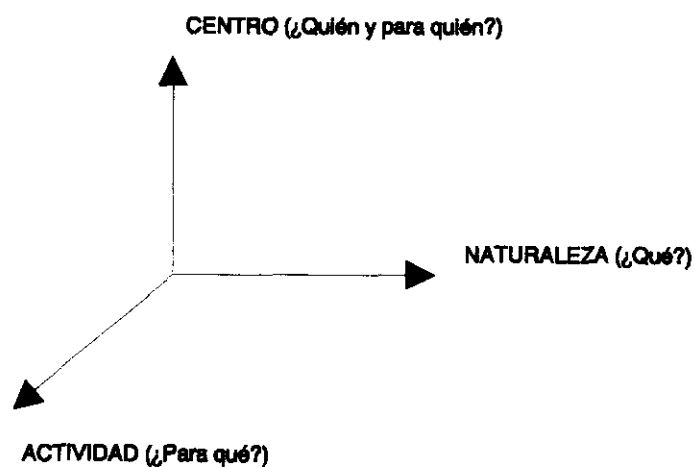 CENTRO (¿Quién y para quién?)
NATURALEZA (¿Qué?)
ACTIVIDAD (¿Para qué?)